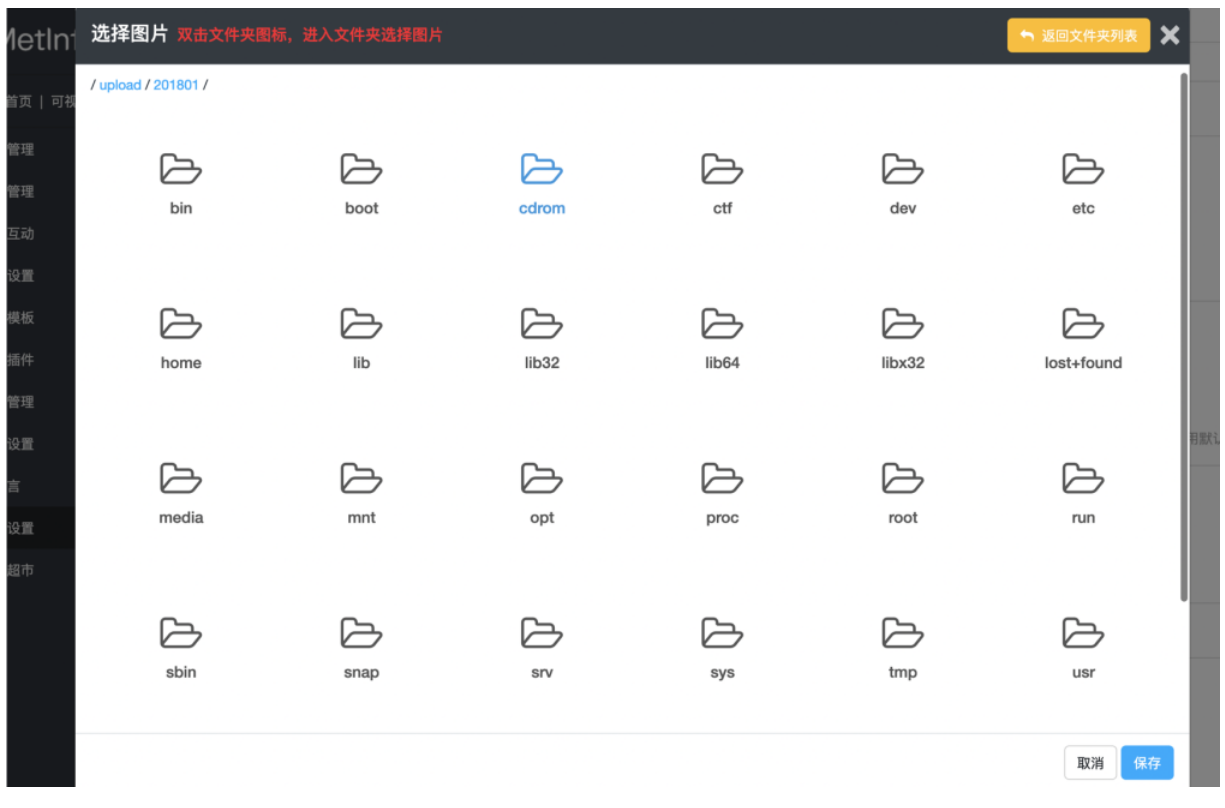 MetInf
选择图片 双击文件夹图标，进入文件夹选择图片
返回文件夹列表
/ upload / 201801 /
首页 | 可视
管理
管理
互动
设置
模板
插件
管理
设置
言
设置
超市
bin boot cdrom ctf dev etc
home lib lib32 lib64 libx32 lost+found
media mnt opt proc root run
sbin snap srv sys tmp usr
用默认
取消 保存